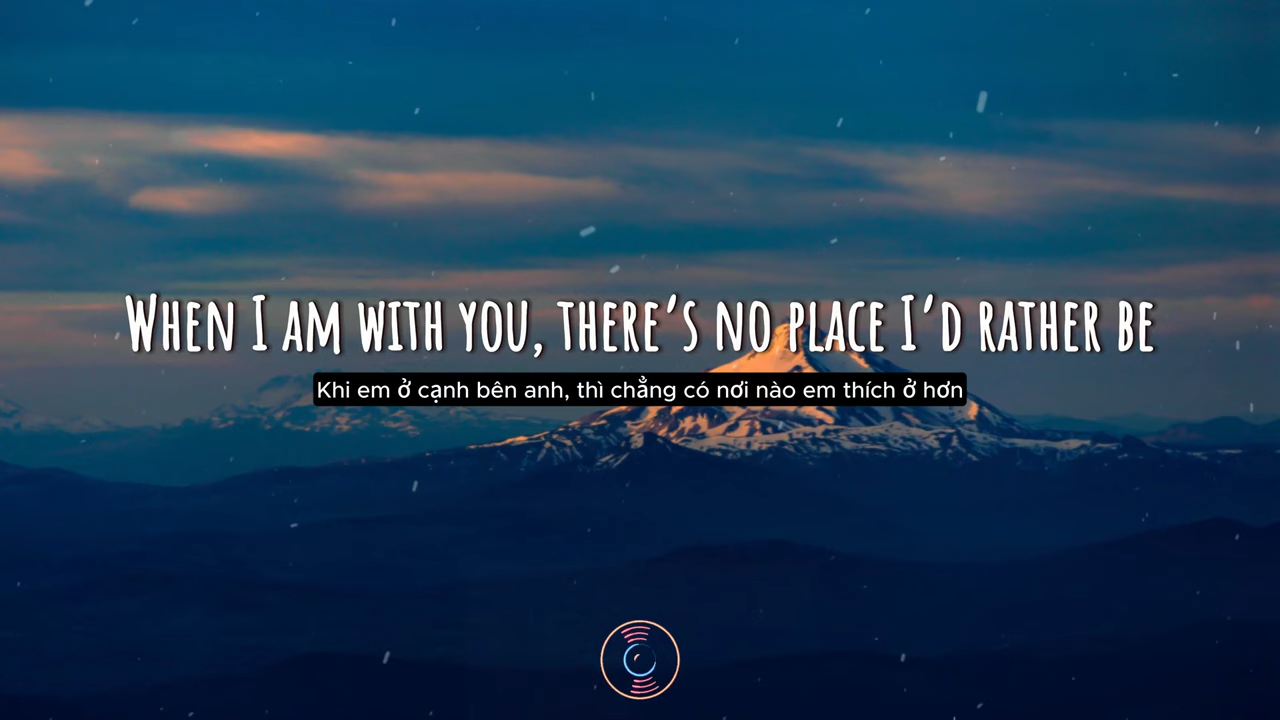 When I am with you, there's no place I'd rather be
Khi em ở cạnh bên anh, thì chẳng có nơi nào em thích ở hơn